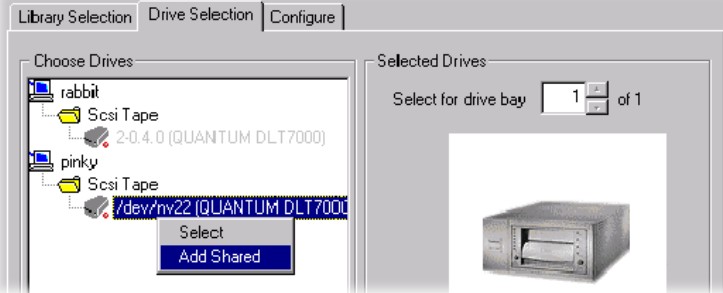 Library Selection Drive Selection Configure
Choose Drives
rabbit
Scsi Tape
2-0.4.0 (QUANTUM DLT7000)
pinky
Scsi Tape
/dev/nv22 (QUANTUM DLT7000
Select
Add Shared
Selected Drives
Select for drive bay 1 of 1